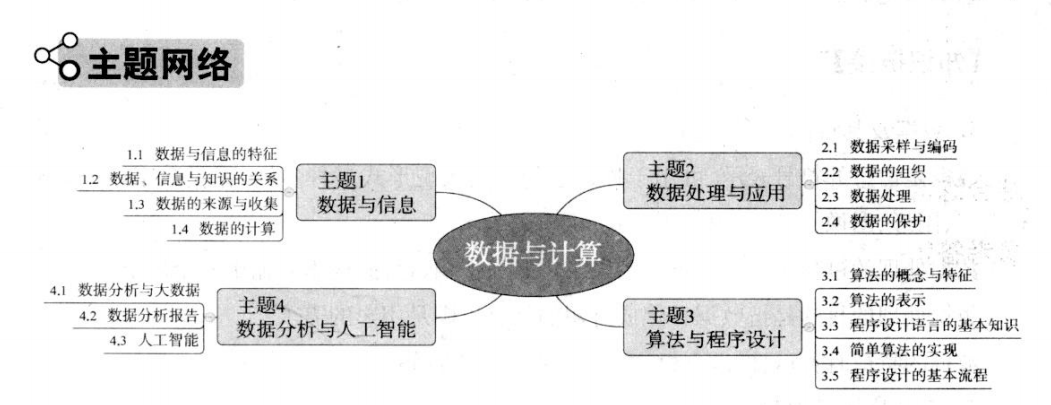 主题网络
1.1 数据与信息的特征
1.2 数据、信息与知识的关系
1.3 数据的来源与收集
1.4 数据的计算
主题1
数据与信息
主题2
数据处理与应用
2.1 数据采样与编码
2.2 数据的组织
2.3 数据处理
2.4 数据的保护
数据与计算
4.1 数据分析与大数据
4.2 数据分析报告
4.3 人工智能
主题4
数据分析与人工智能
主题3
算法与程序设计
3.1 算法的概念与特征
3.2 算法的表示
3.3 程序设计语言的基本知识
3.4 简单算法的实现
3.5 程序设计的基本流程